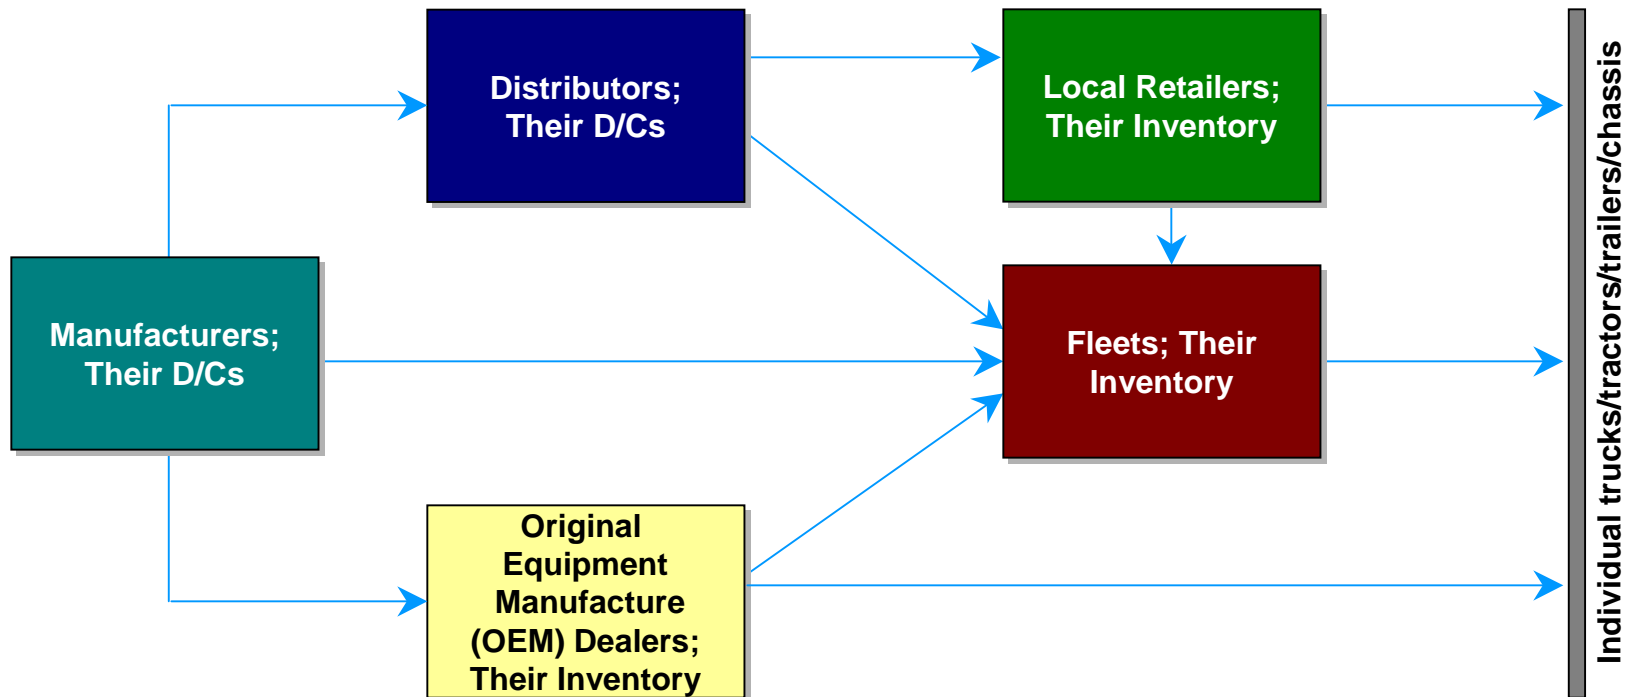 Distributors;
Their D/Cs
Local Retailers;
Their Inventory
Manufacturers;
Their D/Cs
Fleets; Their
Inventory
Original
Equipment
Manufacture
(OEM) Dealers;
Their Inventory
Individual trucks/tractors/trailers/chassis